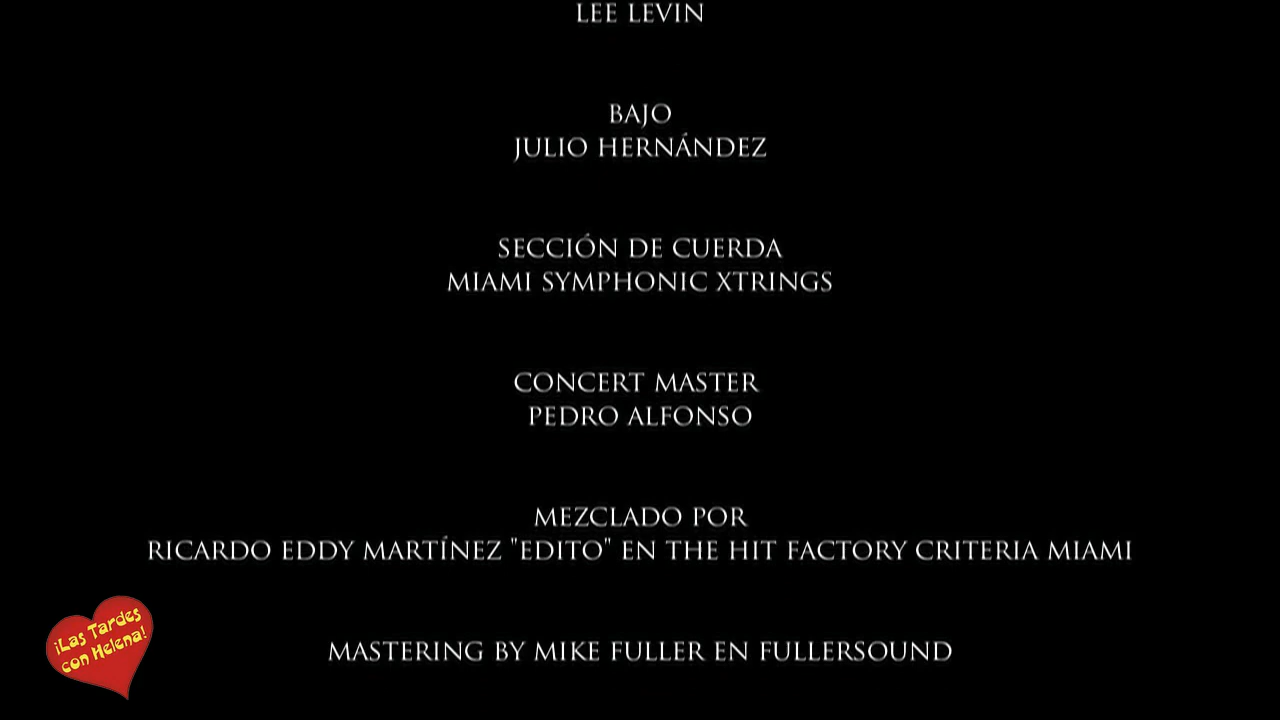 LEE LEVIN
BAJO
JULIO HERNÁNDEZ
SECCIÓN DE CUERDA
MIAMI SYMPHONIC XTRINGS
CONCERT MASTER
PEDRO ALFONSO
MEZCLADO POR
RICARDO EDDY MARTÍNEZ "EDITO" EN THE HIT FACTORY CRITERIA MIAMI
MASTERING BY MIKE FULLER EN FULLERSOUND
¡Las Tardes
con Helena!